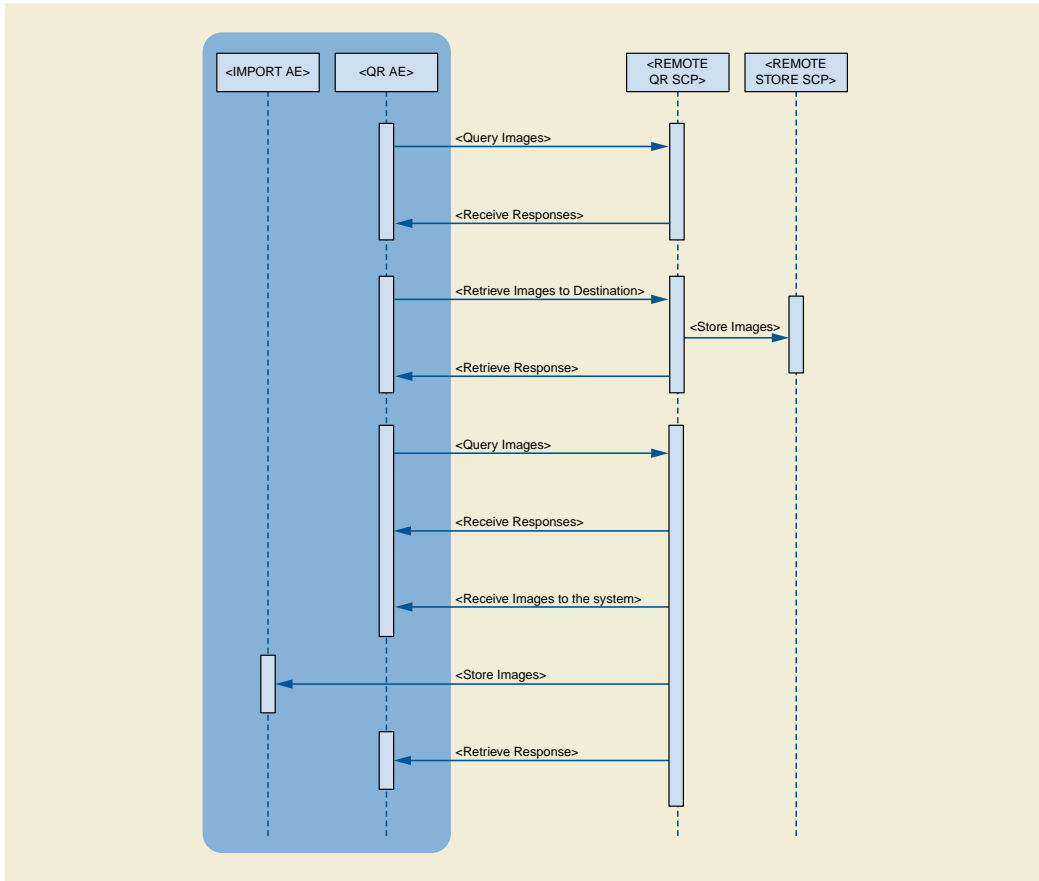 <IMPORT AE>
<QR AE>
<REMOTE
QR SCP>
<REMOTE
STORE SCP>
<Query Images>
<Receive Responses>
<Retrieve Images to Destination>
<Store Images>
<Retrieve Response>
<Query Images>
<Receive Responses>
<Receive Images to the system>
<Store Images>
<Retrieve Response>